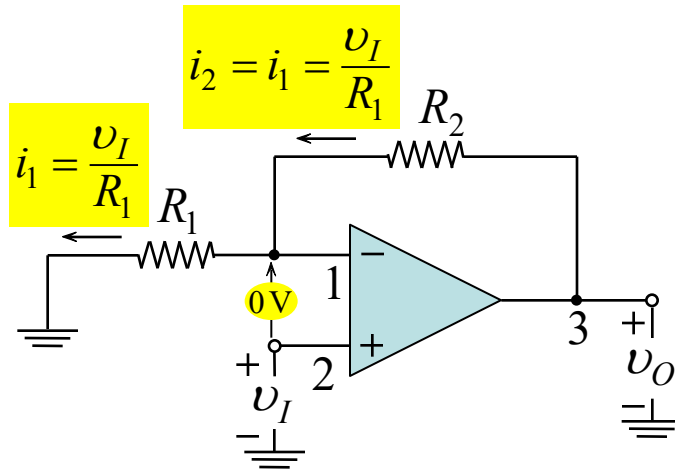 i₂ = i₁ = υ_I / R₁
R₂
i₁ = υ_I / R₁
R₁
−
1
0 V
+
2
+
υ_I
−
3
+
υ_O
−